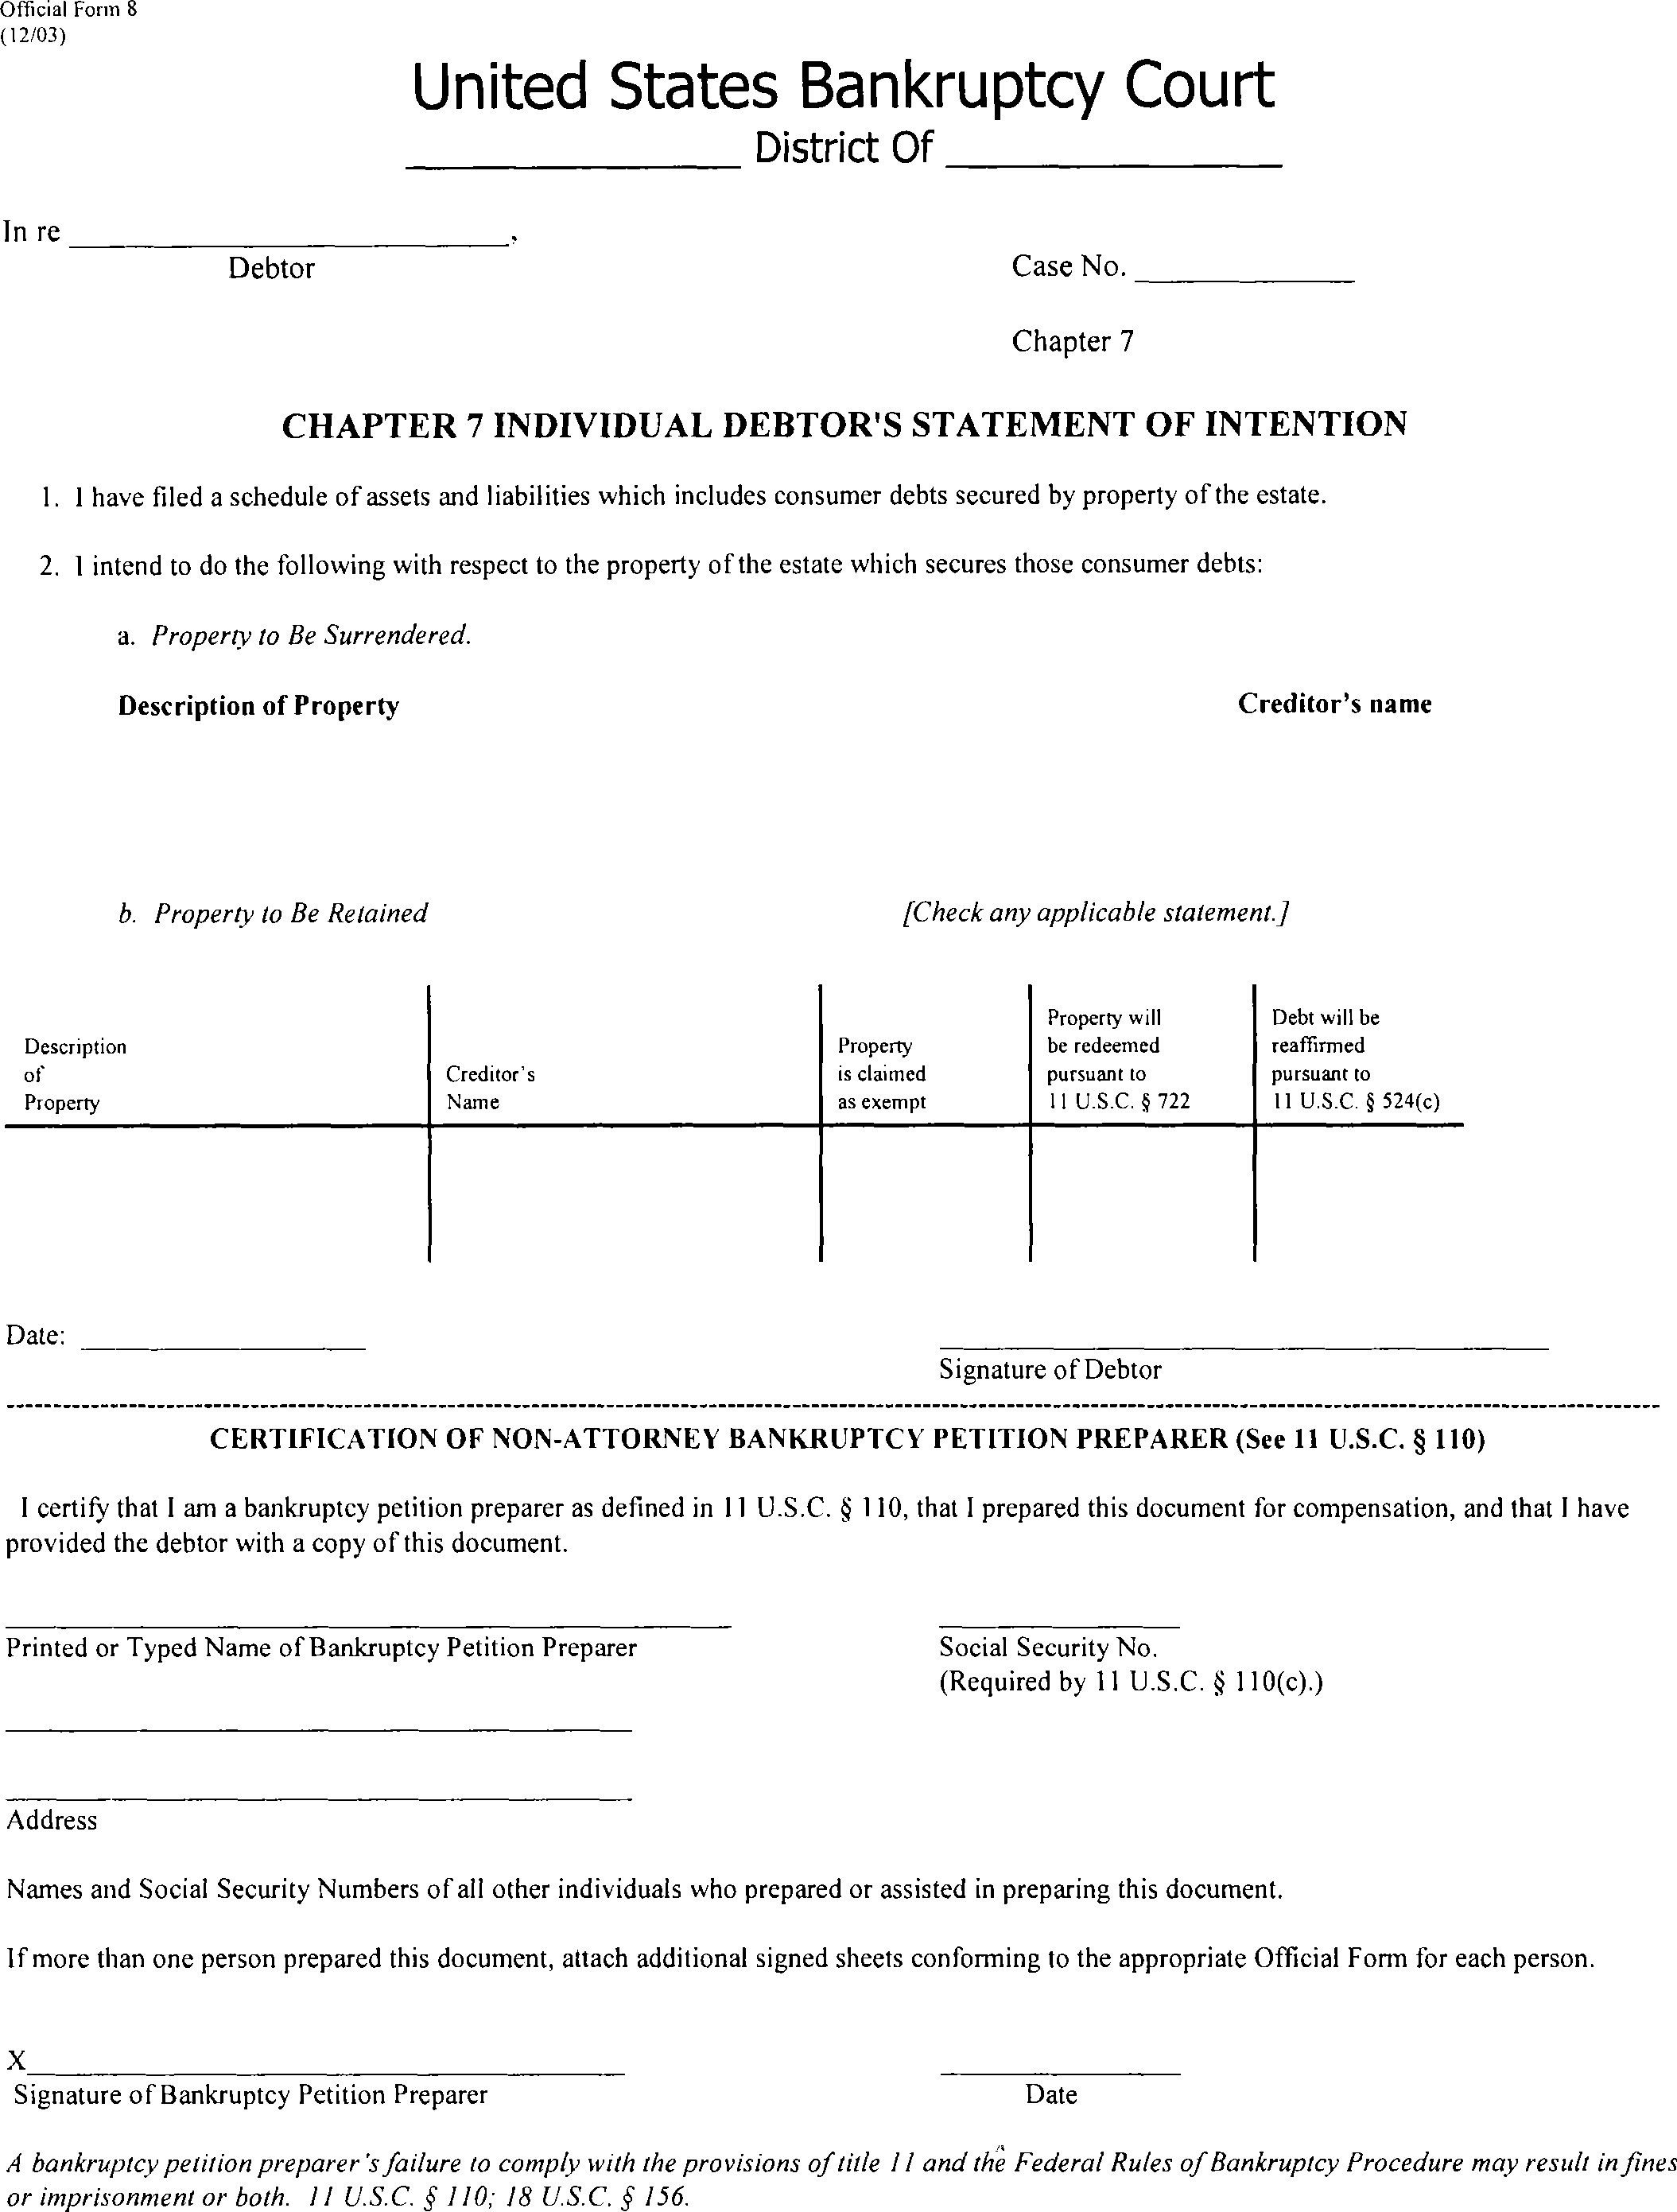 Official Form 8
(12/03)
United States Bankruptcy Court
_______________ District Of _______________
In re ____________________,
Debtor
Case No. __________
Chapter 7
CHAPTER 7 INDIVIDUAL DEBTOR'S STATEMENT OF INTENTION
1. I have filed a schedule of assets and liabilities which includes consumer debts secured by property of the estate.
2. I intend to do the following with respect to the property of the estate which secures those consumer debts:
a. Property to Be Surrendered.
Description of Property Creditor's name
b. Property to Be Retained [Check any applicable statement.]
Description
of
Property
Creditor's
Name
Property
is claimed
as exempt
Property will
be redeemed
pursuant to
11 U.S.C. § 722
Debt will be
reaffirmed
pursuant to
11 U.S.C. § 524(c)
Date: _____________
Signature of Debtor
CERTIFICATION OF NON-ATTORNEY BANKRUPTCY PETITION PREPARER (See 11 U.S.C. § 110)
I certify that I am a bankruptcy petition preparer as defined in 11 U.S.C. § 110, that I prepared this document for compensation, and that I have
provided the debtor with a copy of this document.
Printed or Typed Name of Bankruptcy Petition Preparer
Social Security No.
(Required by 11 U.S.C. § 110(c).)
Address
Names and Social Security Numbers of all other individuals who prepared or assisted in preparing this document.
If more than one person prepared this document, attach additional signed sheets conforming to the appropriate Official Form for each person.
X____________________________
Signature of Bankruptcy Petition Preparer
Date
A bankruptcy petition preparer's failure to comply with the provisions of title 11 and the Federal Rules of Bankruptcy Procedure may result in fines
or imprisonment or both. 11 U.S.C. § 110; 18 U.S.C. § 156.